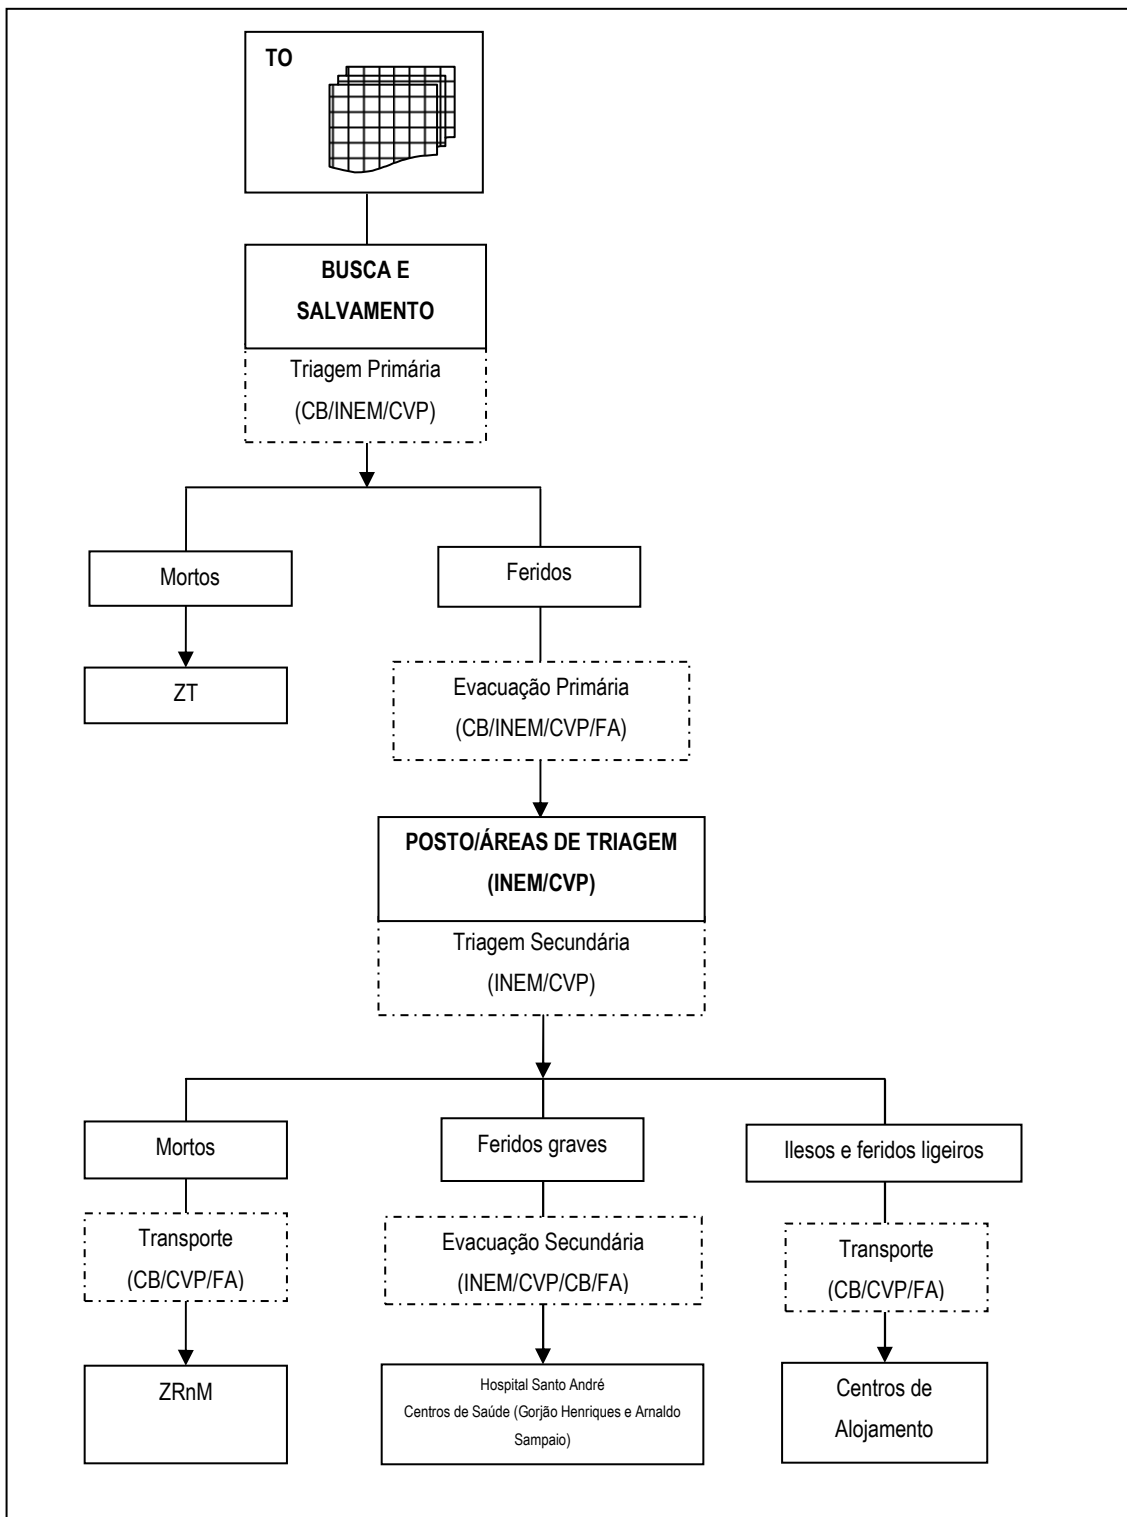 TO
BUSCA E
SALVAMENTO
Triagem Primária
(CB/INEM/CVP)
Mortos
Feridos
ZT
Evacuação Primária
(CB/INEM/CVP/FA)
POSTO/ÁREAS DE TRIAGEM
(INEM/CVP)
Triagem Secundária
(INEM/CVP)
Mortos
Feridos graves
Ilesos e feridos ligeiros
Transporte
(CB/CVP/FA)
Evacuação Secundária
(INEM/CVP/CB/FA)
Transporte
(CB/CVP/FA)
ZRnM
Hospital Santo André
Centros de Saúde (Gorjão Henriques e Arnaldo
Sampaio)
Centros de
Alojamento